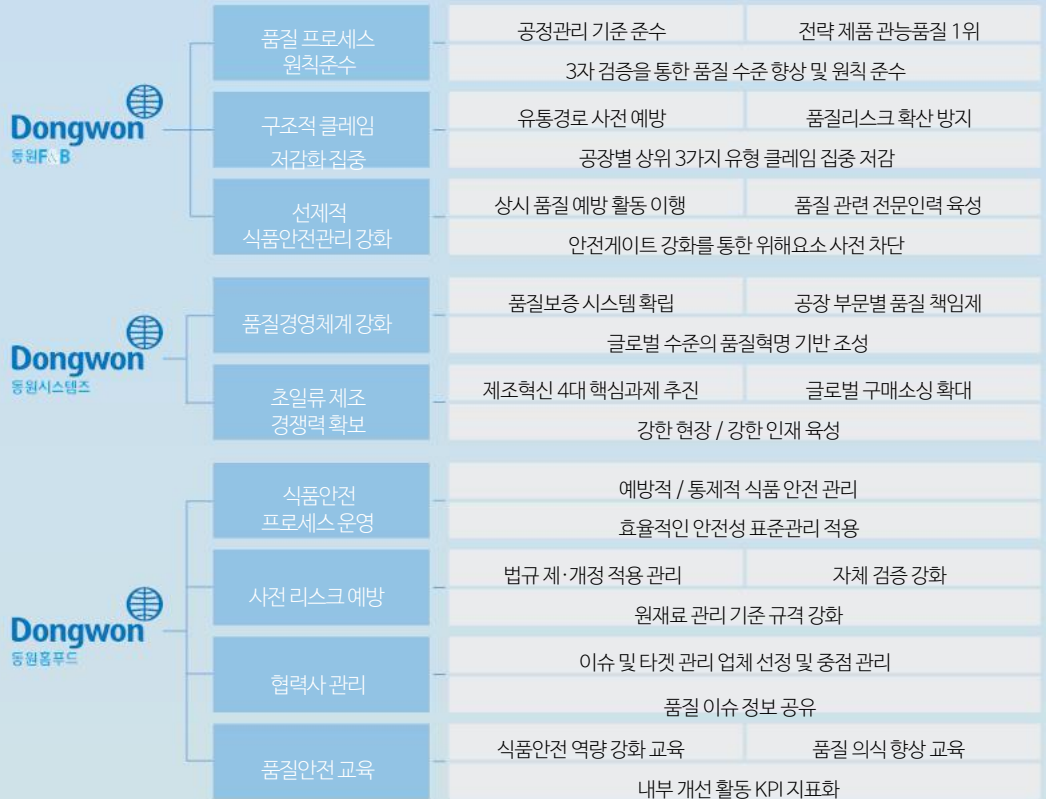 Dongwon
동원F&B
품질 프로세스
원칙준수
공정관리 기준 준수
전략 제품 관능품질 1위
3자 검증을 통한 품질 수준 향상 및 원칙 준수
구조적 클레임
저감화 집중
유통경로 사전 예방
품질리스크 확산 방지
공장별 상위 3가지 유형 클레임 집중 저감
선제적
식품안전관리 강화
상시 품질 예방 활동 이행
품질 관련 전문인력 육성
안전게이트 강화를 통한 위해요소 사전 차단
Dongwon
동원시스템즈
품질경영체계 강화
품질보증 시스템 확립
공장 부문별 품질 책임제
글로벌 수준의 품질혁명 기반 조성
초일류 제조
경쟁력 확보
제조혁신 4대 핵심과제 추진
글로벌 구매소싱 확대
강한 현장 / 강한 인재 육성
Dongwon
동원홈푸드
식품안전
프로세스 운영
예방적 / 통제적 식품 안전 관리
효율적인 안전성 표준관리 적용
사전 리스크 예방
법규 제·개정 적용 관리
자체 검증 강화
원재료 관리 기준 규격 강화
협력사 관리
이슈 및 타겟 관리 업체 선정 및 중점 관리
품질 이슈 정보 공유
품질안전 교육
식품안전 역량 강화 교육
품질 의식 향상 교육
내부 개선 활동 KPI 지표화